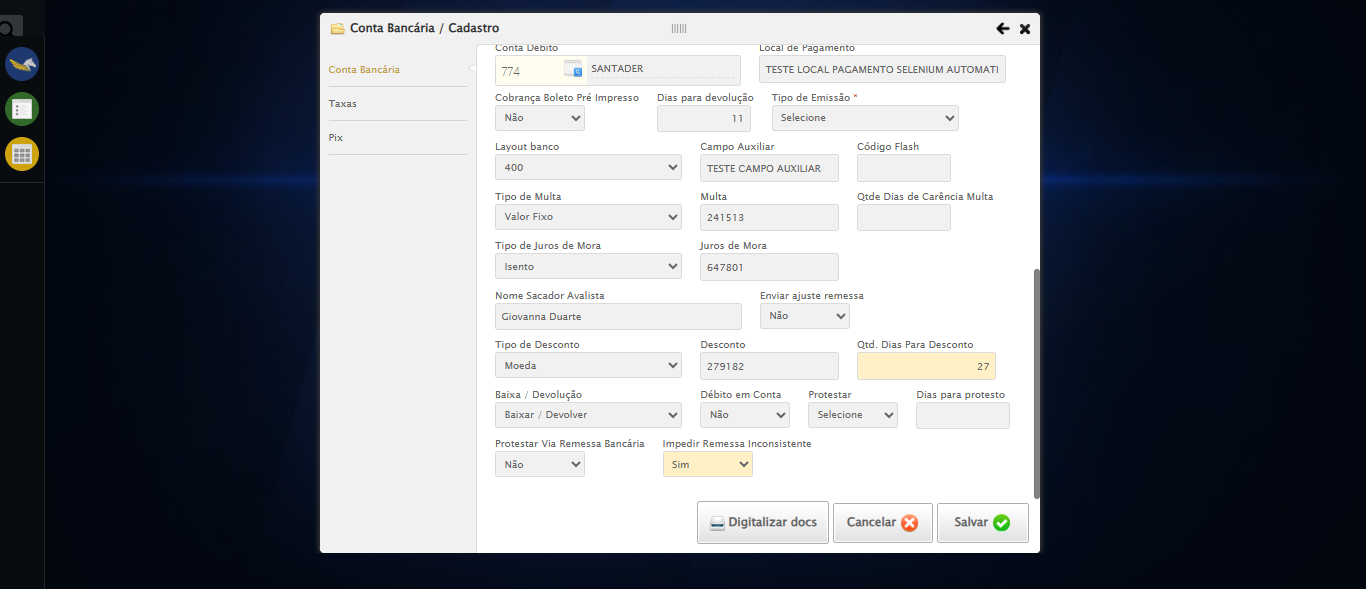 Conta Bancária / Cadastro
Conta Bancária
Taxas
Pix
Conta Débito
Local de Pagamento
774
SANTADER
TESTE LOCAL PAGAMENTO SELENIUM AUTOMATI
Cobrança Boleto Pré Impresso
Dias para devolução
Tipo de Emissão *
Não
11
Selecione
Layout banco
Campo Auxiliar
Código Flash
400
TESTE CAMPO AUXILIAR
Tipo de Multa
Multa
Qtde Dias de Carência Multa
Valor Fixo
241513
Tipo de Juros de Mora
Juros de Mora
Isento
647801
Nome Sacador Avalista
Enviar ajuste remessa
Giovanna Duarte
Não
Tipo de Desconto
Desconto
Qtd. Dias Para Desconto
Moeda
279182
27
Baixa / Devolução
Débito em Conta
Protestar
Dias para protesto
Baixar / Devolver
Não
Selecione
Protestar Via Remessa Bancária
Impedir Remessa Inconsistente
Não
Sim
Digitalizar docs
Cancelar
Salvar